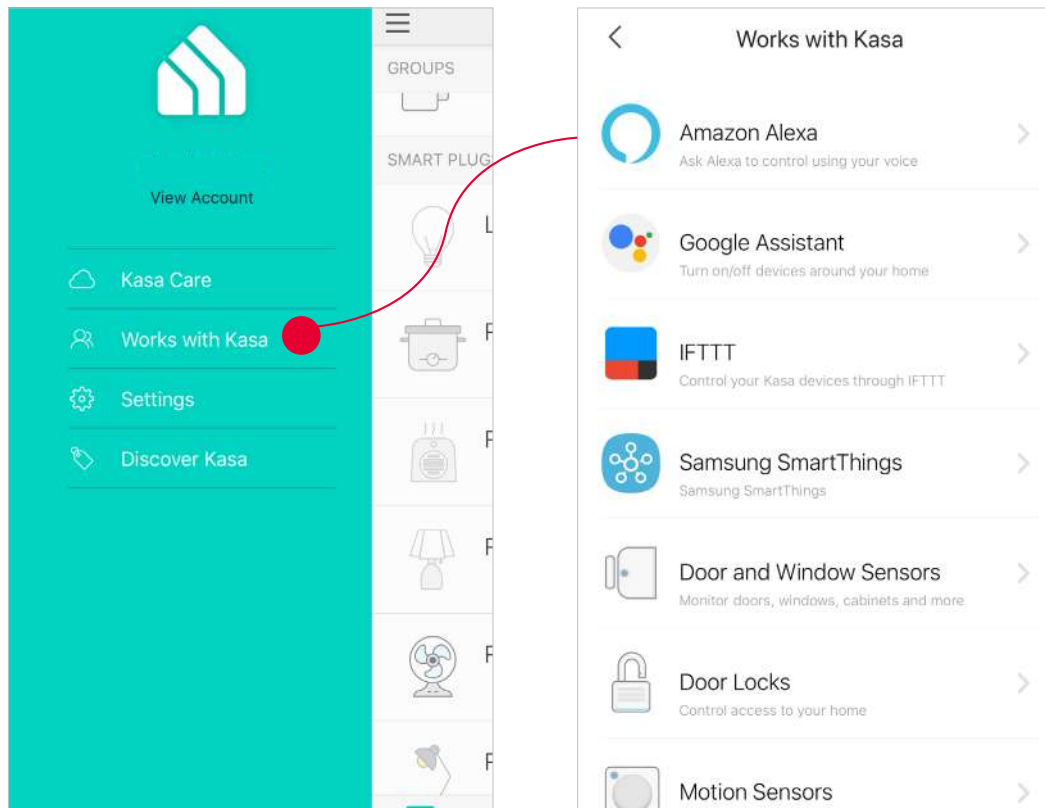 View Account
Kasa Care
Works with Kasa
Settings
Discover Kasa
GROUPS
SMART PLUG
L
F
F
F
F
F
Works with Kasa
Amazon Alexa
Ask Alexa to control using your voice
Google Assistant
Turn on/off devices around your home
IFTTT
Control your Kasa devices through IFTTT
Samsung SmartThings
Samsung SmartThings
Door and Window Sensors
Monitor doors, windows, cabinets and more
Door Locks
Control access to your home
Motion Sensors